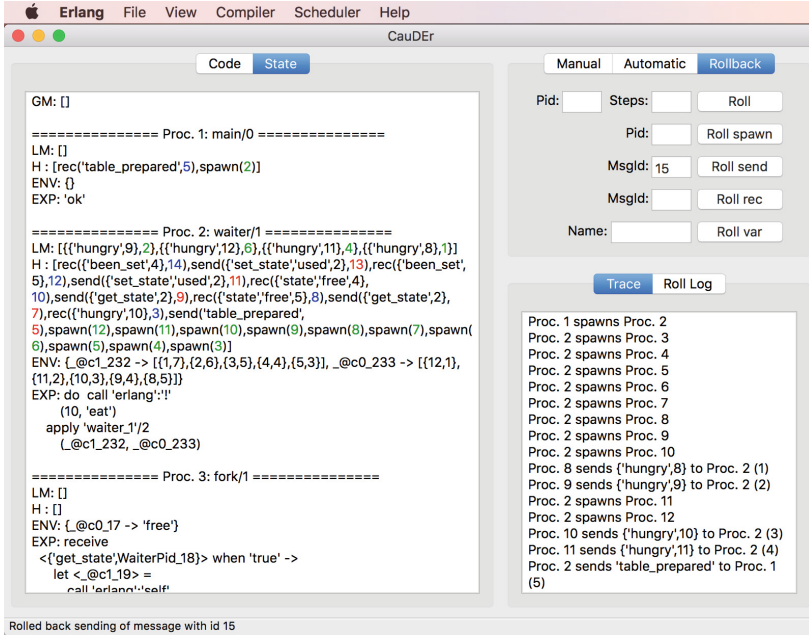 Erlang File View Compiler Scheduler Help
CauDEr
Code State
GM: []
=============== Proc. 1: main/0 ===============
LM: []
H : [rec('table_prepared',5),spawn(2)]
ENV: {}
EXP: 'ok'
=============== Proc. 2: waiter/1 ===============
LM: [{{'hungry',9},2},{{'hungry',12},6},{{'hungry',11},4},{{'hungry',8},1}]
H : [rec({'been_set',4},14),send({'set_state','used',2},13),rec({'been_set',
5},12),send({'set_state','used',2},11),rec({'state','free',4},
10),send({'get_state',2},9),rec({'state','free',5},8),send({'get_state',2},
7),rec({'hungry',10},3),send('table_prepared',
5),spawn(12),spawn(11),spawn(10),spawn(9),spawn(8),spawn(7),spawn(
6),spawn(5),spawn(4),spawn(3)]
ENV: {_@c1_232 -> [{1,7},{2,6},{3,5},{4,4},{5,3}], _@c0_233 -> [{12,1},
{11,2},{10,3},{9,4},{8,5}]}
EXP: do call 'erlang':'!'
(10, 'eat')
apply 'waiter_1'/2
(_@c1_232, _@c0_233)
=============== Proc. 3: fork/1 ===============
LM: []
H : []
ENV: {_@c0_17 -> 'free'}
EXP: receive
<{'get_state',WaiterPid_18}> when 'true' ->
let <_@c1_19> =
call 'erlang':'self'
Manual Automatic Rollback
Pid: Steps: Roll
Pid: Roll spawn
MsgId: 15 Roll send
MsgId: Roll rec
Name: Roll var
Trace Roll Log
Proc. 1 spawns Proc. 2
Proc. 2 spawns Proc. 3
Proc. 2 spawns Proc. 4
Proc. 2 spawns Proc. 5
Proc. 2 spawns Proc. 6
Proc. 2 spawns Proc. 7
Proc. 2 spawns Proc. 8
Proc. 2 spawns Proc. 9
Proc. 2 spawns Proc. 10
Proc. 8 sends {'hungry',8} to Proc. 2 (1)
Proc. 9 sends {'hungry',9} to Proc. 2 (2)
Proc. 2 spawns Proc. 11
Proc. 2 spawns Proc. 12
Proc. 10 sends {'hungry',10} to Proc. 2 (3)
Proc. 11 sends {'hungry',11} to Proc. 2 (4)
Proc. 2 sends 'table_prepared' to Proc. 1
(5)
Rolled back sending of message with id 15